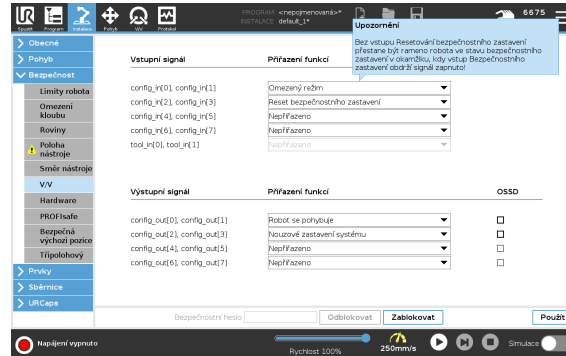 PROGRAM <nepojmenovaná>*
INSTALACE default_1*
6675
Spustit Program Instalace Pohyb V/V Protokol
Upozornění
Bez vstupu Resetování bezpečnostního zastavení
přestane být rameno robota ve stavu bezpečnostního
zastavení v okamžiku, kdy vstup Bezpečnostního
zastavení obdrží signál zapnuto!
Obecné
Pohyb
Bezpečnost
Limity robota
Omezení
kloubu
Roviny
Poloha
nástroje
Směr nástroje
V/V
Hardware
PROFIsafe
Bezpečná
výchozí pozice
Třípolohový
Prvky
Sběrnice
URCaps
Vstupní signál Přiřazení funkcí
config_in[0], config_in[1] Omezený režim
config_in[2], config_in[3] Reset bezpečnostního zastavení
config_in[4], config_in[5] Nepřiřazeno
config_in[6], config_in[7] Nepřiřazeno
tool_in[0], tool_in[1] Nepřiřazeno
Výstupní signál Přiřazení funkcí OSSD
config_out[0], config_out[1] Robot se pohybuje
config_out[2], config_out[3] Nouzové zastavení systému
config_out[4], config_out[5] Nepřiřazeno
config_out[6], config_out[7] Nepřiřazeno
Bezpečnostní heslo Odblokovat Zablokovat Použít
Napájení vypnuto
Rychlost 100%
250mm/s
Simulace